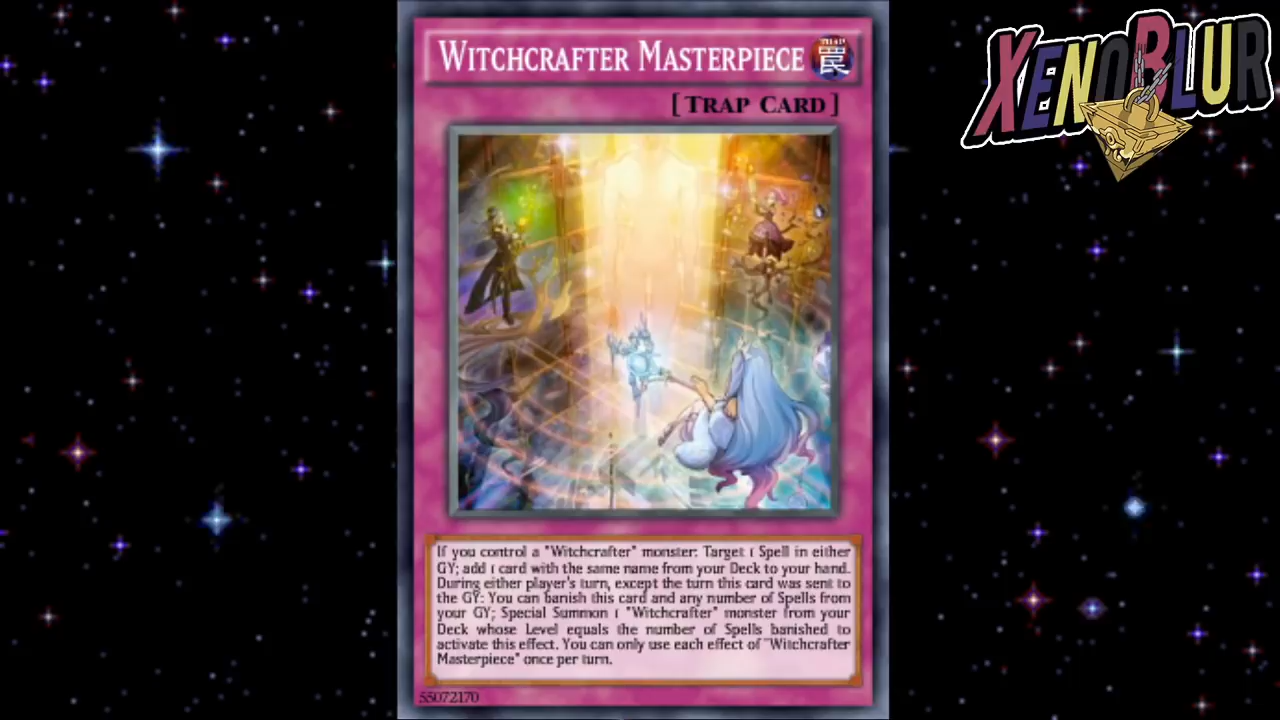 XENOBLUR
WITCHCRAFTER MASTERPIECE
TRAP
罠
[TRAP CARD]
If you control a "Witchcrafter" monster: Target 1 Spell in either
GY; add 1 card with the same name from your Deck to your hand.
During either player's turn, except the turn this card was sent to
the GY: You can banish this card and any number of Spells from
your GY; Special Summon 1 "Witchcrafter" monster from your
Deck whose Level equals the number of Spells banished to
activate this effect. You can only use each effect of "Witchcrafter
Masterpiece" once per turn.
55072170